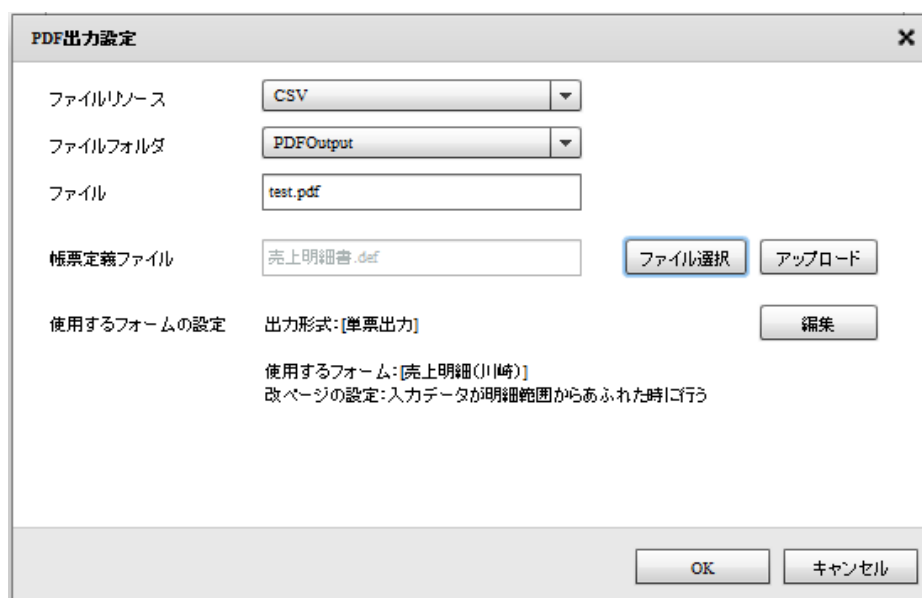 PDF出力設定
ファイルリソース CSV
ファイルフォルダ PDFOutput
ファイル test.pdf
帳票定義ファイル 売上明細書.def ファイル選択 アップロード
使用するフォームの設定 出力形式:[単票出力] 編集
使用するフォーム:[売上明細(川崎)]
改ページの設定:入力データが明細範囲からあふれた時に行う
OK キャンセル